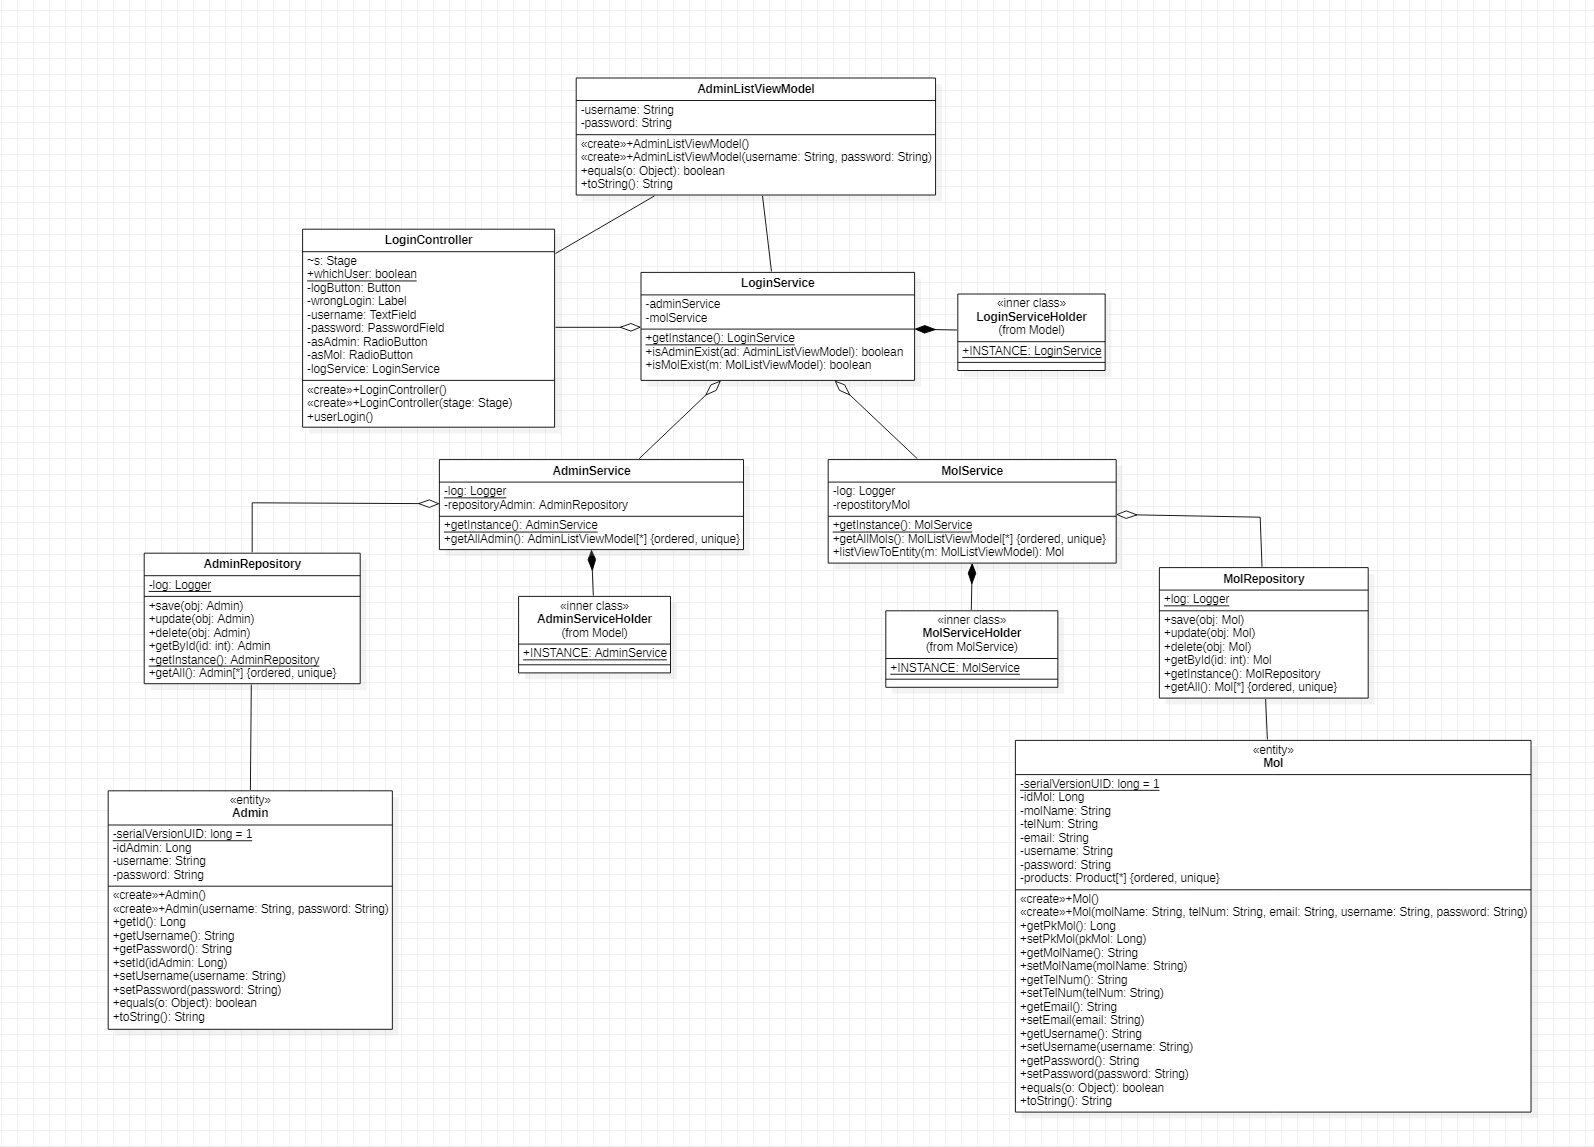 AdminListViewModel
-username: String
-password: String
«create»+AdminListViewModel()
«create»+AdminListViewModel(username: String, password: String)
+equals(o: Object): boolean
+toString(): String
LoginController
~s: Stage
+whichUser: boolean
-logButton: Button
-wrongLogin: Label
-username: TextField
-password: PasswordField
-asAdmin: RadioButton
-asMol: RadioButton
-logService: LoginService
«create»+LoginController()
«create»+LoginController(stage: Stage)
+userLogin()
LoginService
-adminService
-molService
+getInstance(): LoginService
+isAdminExist(ad: AdminListViewModel): boolean
+isMolExist(m: MolListViewModel): boolean
«inner class»
LoginServiceHolder
(from Model)
+INSTANCE: LoginService
AdminService
-log: Logger
-repositoryAdmin: AdminRepository
+getInstance(): AdminService
+getAllAdmin(): AdminListViewModel[*] {ordered, unique}
MolService
-log: Logger
-repostitoryMol
+getInstance(): MolService
+getAllMols(): MolListViewModel[*] {ordered, unique}
+listViewToEntity(m: MolListViewModel): Mol
AdminRepository
-log: Logger
+save(obj: Admin)
+update(obj: Admin)
+delete(obj: Admin)
+getById(id: int): Admin
+getInstance(): AdminRepository
+getAll(): Admin[*] {ordered, unique}
«inner class»
AdminServiceHolder
(from Model)
+INSTANCE: AdminService
«inner class»
MolServiceHolder
(from MolService)
+INSTANCE: MolService
MolRepository
+log: Logger
+save(obj: Mol)
+update(obj: Mol)
+delete(obj: Mol)
+getById(id: int): Mol
+getInstance(): MolRepository
+getAll(): Mol[*] {ordered, unique}
«entity»
Admin
-serialVersionUID: long = 1
-idAdmin: Long
-username: String
-password: String
«create»+Admin()
«create»+Admin(username: String, password: String)
+getId(): Long
+getUsername(): String
+getPassword(): String
+setId(idAdmin: Long)
+setUsername(username: String)
+setPassword(password: String)
+equals(o: Object): boolean
+toString(): String
«entity»
Mol
-serialVersionUID: long = 1
-idMol: Long
-molName: String
-telNum: String
-email: String
-username: String
-password: String
-products: Product[*] {ordered, unique}
«create»+Mol()
«create»+Mol(molName: String, telNum: String, email: String, username: String, password: String)
+getPkMol(): Long
+setPkMol(pkMol: Long)
+getMolName(): String
+setMolName(molName: String)
+getTelNum(): String
+setTelNum(telNum: String)
+getEmail(): String
+setEmail(email: String)
+getUsername(): String
+setUsername(username: String)
+getPassword(): String
+setPassword(password: String)
+equals(o: Object): boolean
+toString(): String